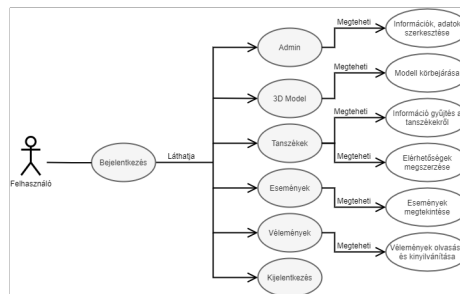 Megteheti
Információk, adatok
szerkesztése
Admin
Megteheti
3D Model
Modell körbejárása
Megteheti
Információ gyűjtés a
tanszékekről
Tanszékek
Felhasználó
Bejelentkezés
Láthatja
Megteheti
Elérhetőségek
megszerzése
Események
Megteheti
Események
megtekintése
Vélemények
Megteheti
Vélemények olvasás
és kinyilvánítása
Kijelentkezés